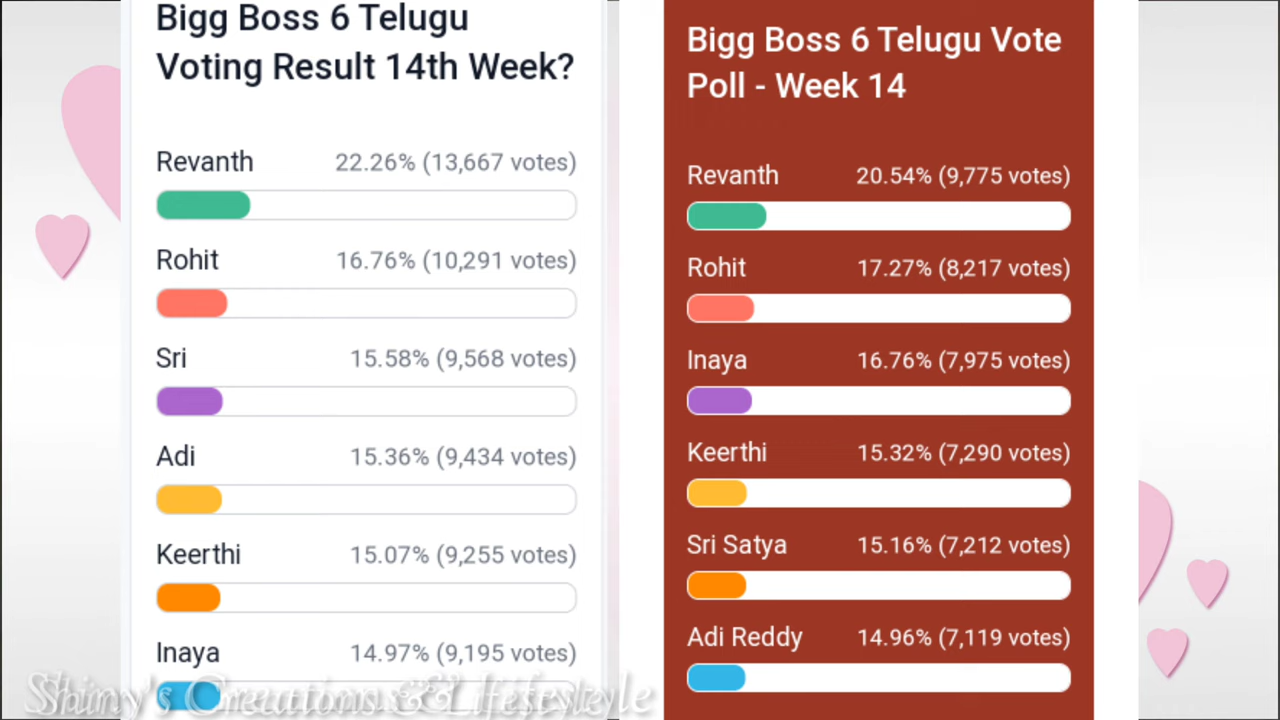 Bigg Boss 6 Telugu
Voting Result 14th Week?
Revanth 22.26% (13,667 votes)
Rohit 16.76% (10,291 votes)
Sri 15.58% (9,568 votes)
Adi 15.36% (9,434 votes)
Keerthi 15.07% (9,255 votes)
Inaya 14.97% (9,195 votes)
Bigg Boss 6 Telugu Vote
Poll - Week 14
Revanth 20.54% (9,775 votes)
Rohit 17.27% (8,217 votes)
Inaya 16.76% (7,975 votes)
Keerthi 15.32% (7,290 votes)
Sri Satya 15.16% (7,212 votes)
Adi Reddy 14.96% (7,119 votes)
Shiny's Creations & Lifestyle